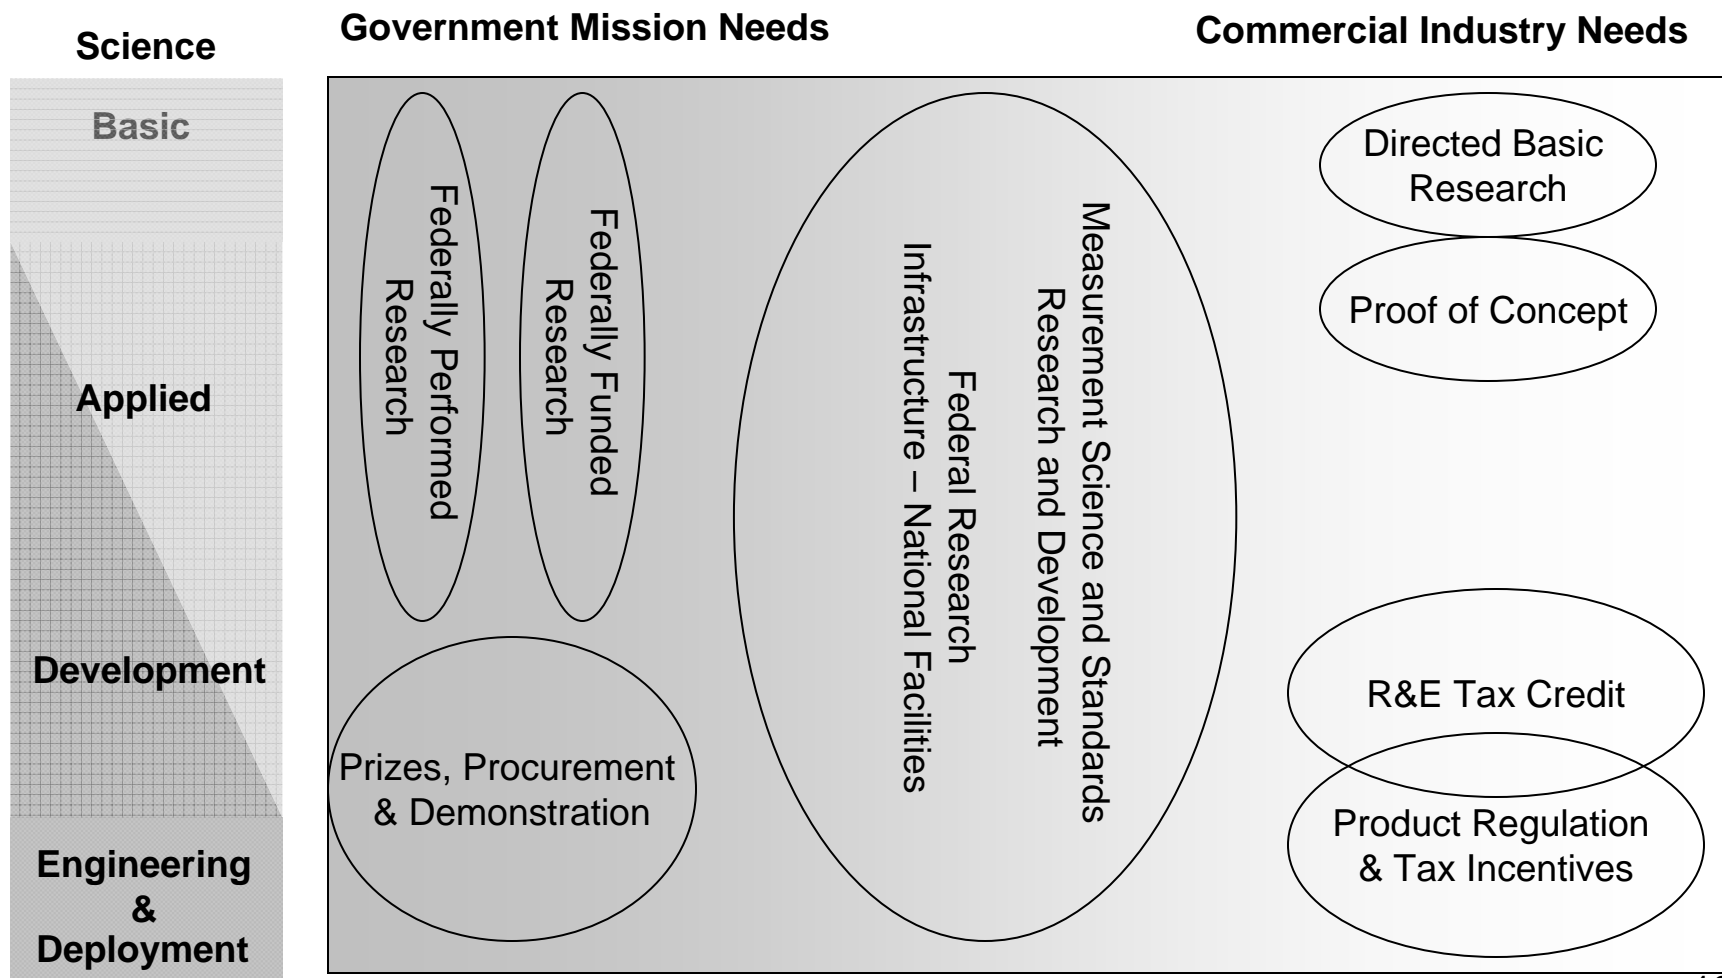 Science
Government Mission Needs
Commercial Industry Needs
Basic
Applied
Development
Engineering
&
Deployment
Federally Performed
Research
Federally Funded
Research
Prizes, Procurement
& Demonstration
Measurement Science and Standards
Research and Development
Federal Research
Infrastructure – National Facilities
Directed Basic
Research
Proof of Concept
R&E Tax Credit
Product Regulation
& Tax Incentives